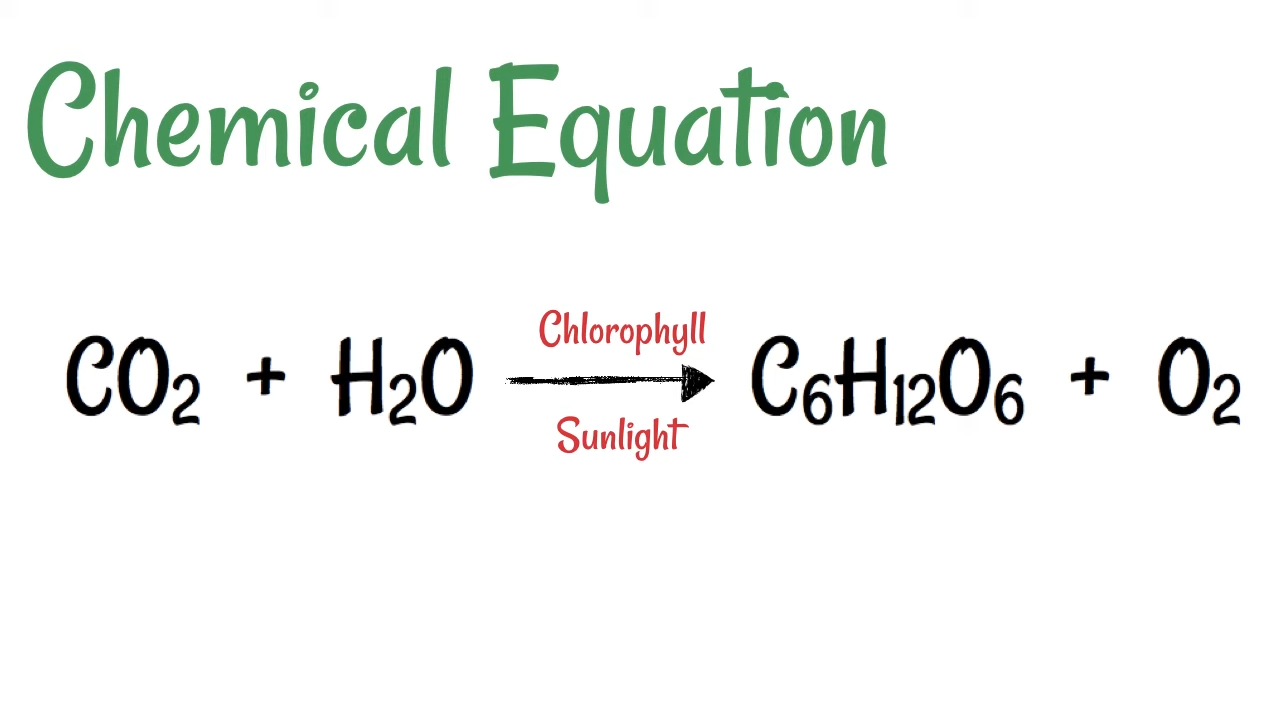 Chemical Equation
Chlorophyll
CO₂ + H₂O → C₆H₁₂O₆ + O₂
Sunlight